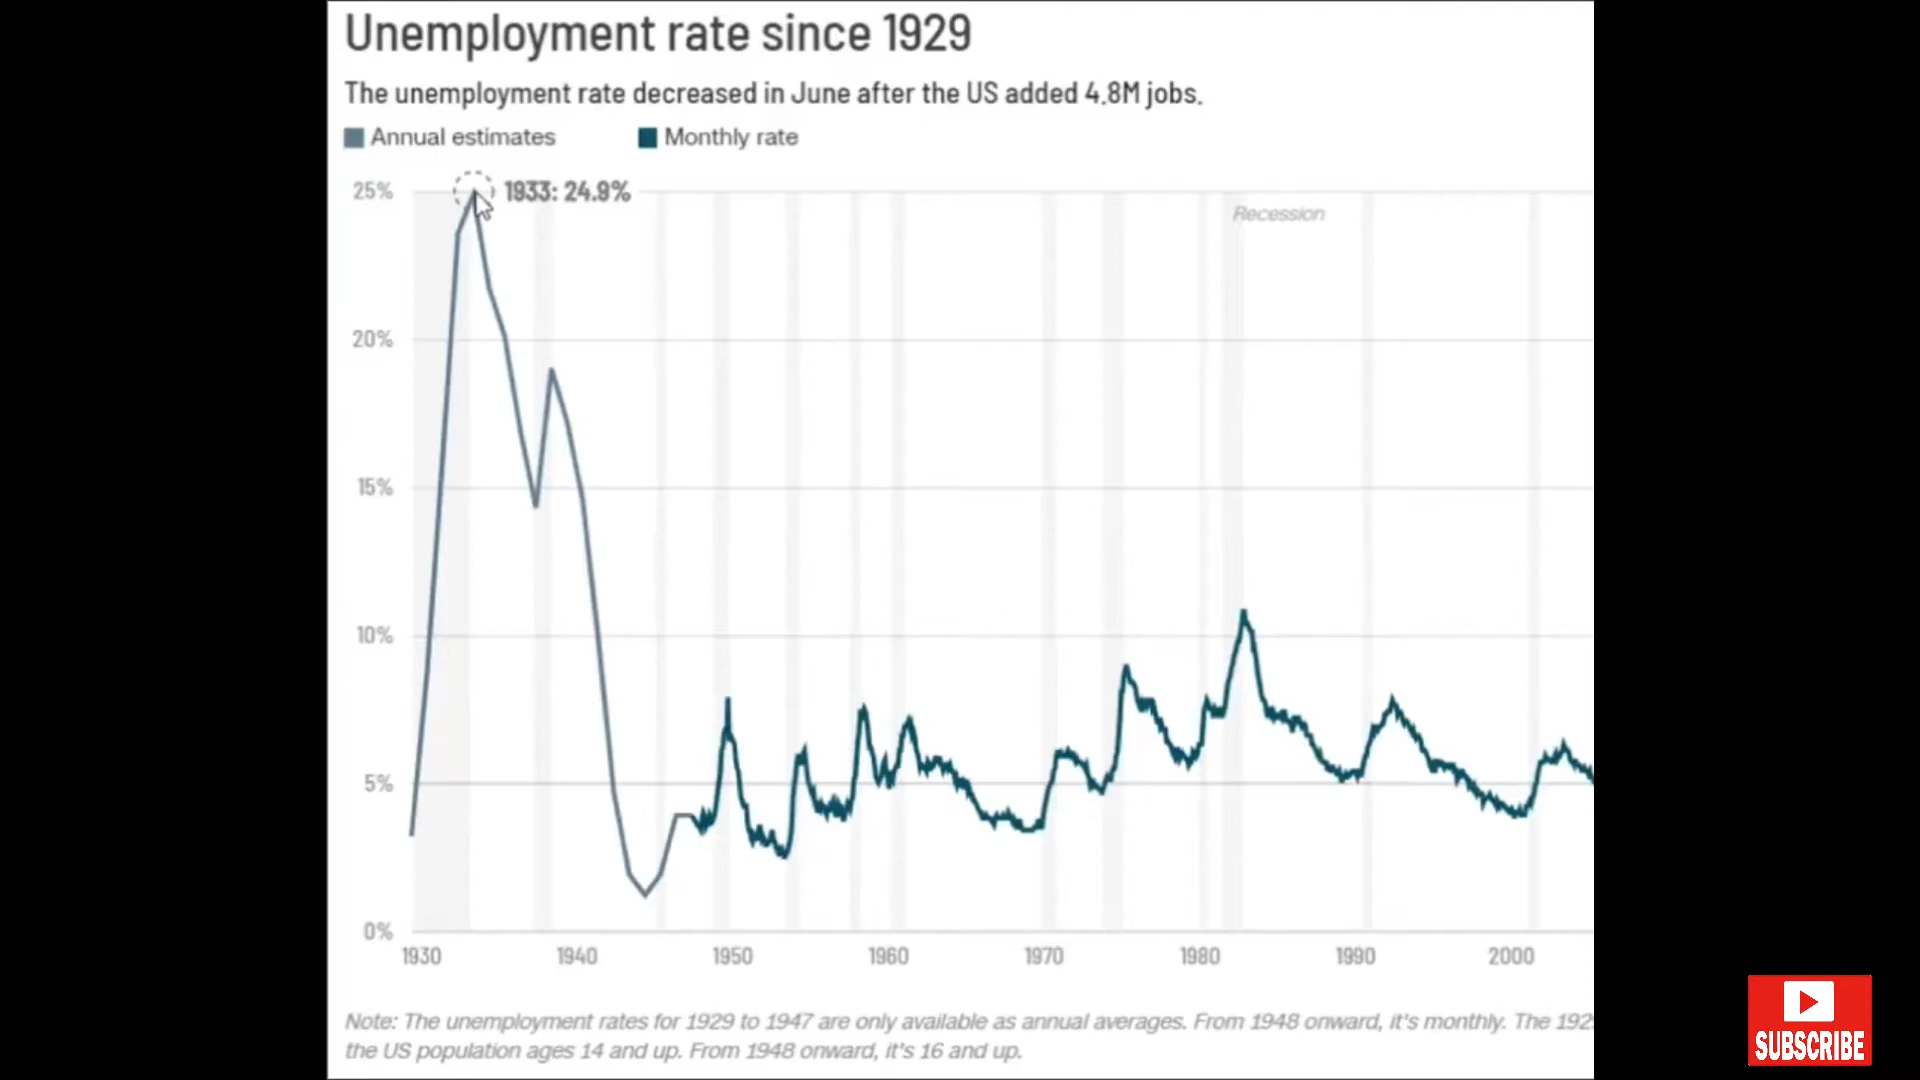 Unemployment rate since 1929
The unemployment rate decreased in June after the US added 4.8M jobs.
Annual estimates
Monthly rate
25%
1933: 24.9%
Recession
20%
15%
10%
5%
0%
1930 1940 1950 1960 1970 1980 1990 2000
Note: The unemployment rates for 1929 to 1947 are only available as annual averages. From 1948 onward, it's monthly. The
the US population ages 14 and up. From 1948 onward, it's 16 and up.
SUBSCRIBE